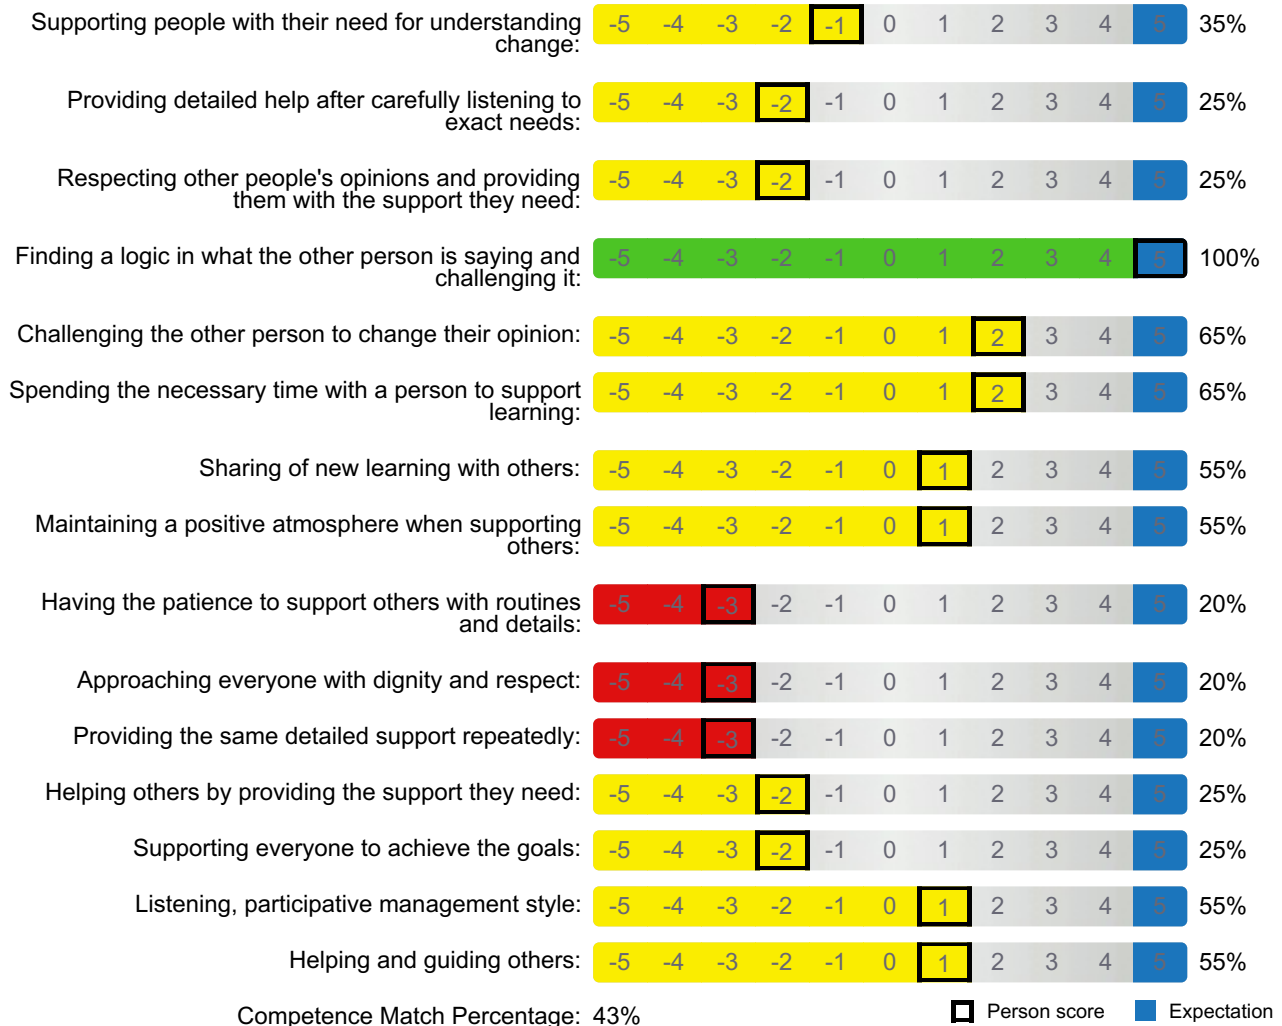 Supporting people with their need for understanding -5 -4 -3 -2 -1 0 1 2 3 4 5 35%
change:
Providing detailed help after carefully listening to -5 -4 -3 -2 -1 0 1 2 3 4 5 25%
exact needs:
Respecting other people's opinions and providing -5 -4 -3 -2 -1 0 1 2 3 4 5 25%
them with the support they need:
Finding a logic in what the other person is saying and -5 -4 -3 -2 -1 0 1 2 3 4 5 100%
challenging it:
Challenging the other person to change their opinion: -5 -4 -3 -2 -1 0 1 2 3 4 5 65%
Spending the necessary time with a person to support -5 -4 -3 -2 -1 0 1 2 3 4 5 65%
learning:
Sharing of new learning with others: -5 -4 -3 -2 -1 0 1 2 3 4 5 55%
Maintaining a positive atmosphere when supporting -5 -4 -3 -2 -1 0 1 2 3 4 5 55%
others:
Having the patience to support others with routines -5 -4 -3 -2 -1 0 1 2 3 4 5 20%
and details:
Approaching everyone with dignity and respect: -5 -4 -3 -2 -1 0 1 2 3 4 5 20%
Providing the same detailed support repeatedly: -5 -4 -3 -2 -1 0 1 2 3 4 5 20%
Helping others by providing the support they need: -5 -4 -3 -2 -1 0 1 2 3 4 5 25%
Supporting everyone to achieve the goals: -5 -4 -3 -2 -1 0 1 2 3 4 5 25%
Listening, participative management style: -5 -4 -3 -2 -1 0 1 2 3 4 5 55%
Helping and guiding others: -5 -4 -3 -2 -1 0 1 2 3 4 5 55%
Competence Match Percentage: 43% Person score Expectation